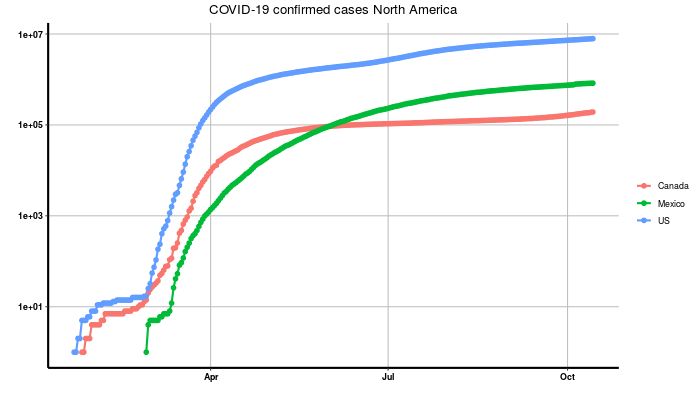 COVID-19 confirmed cases North America
1e+07
1e+05
1e+03
1e+01
Apr
Jul
Oct
Canada
Mexico
US